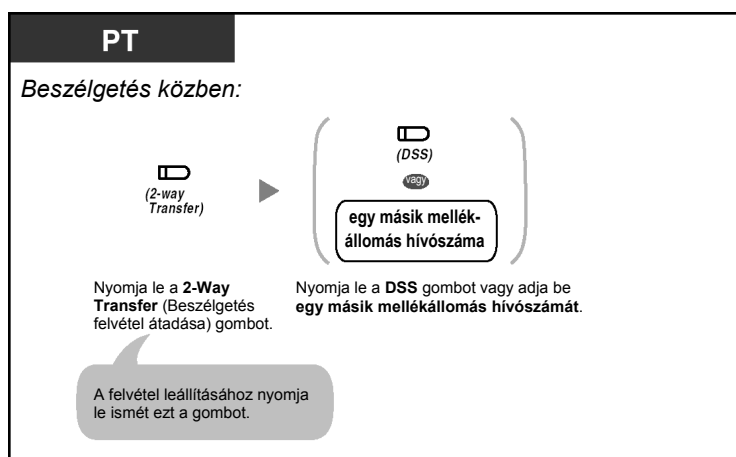 PT
Beszélgetés közben:
(DSS)
vagy
(2-way
Transfer)
egy másik mellék-
állomás hívószáma
Nyomja le a 2-Way
Transfer (Beszélgetés
felvétel átadása) gombot.
Nyomja le a DSS gombot vagy adja be
egy másik mellékállomás hívószámát.
A felvétel leállításához nyomja
le ismét ezt a gombot.